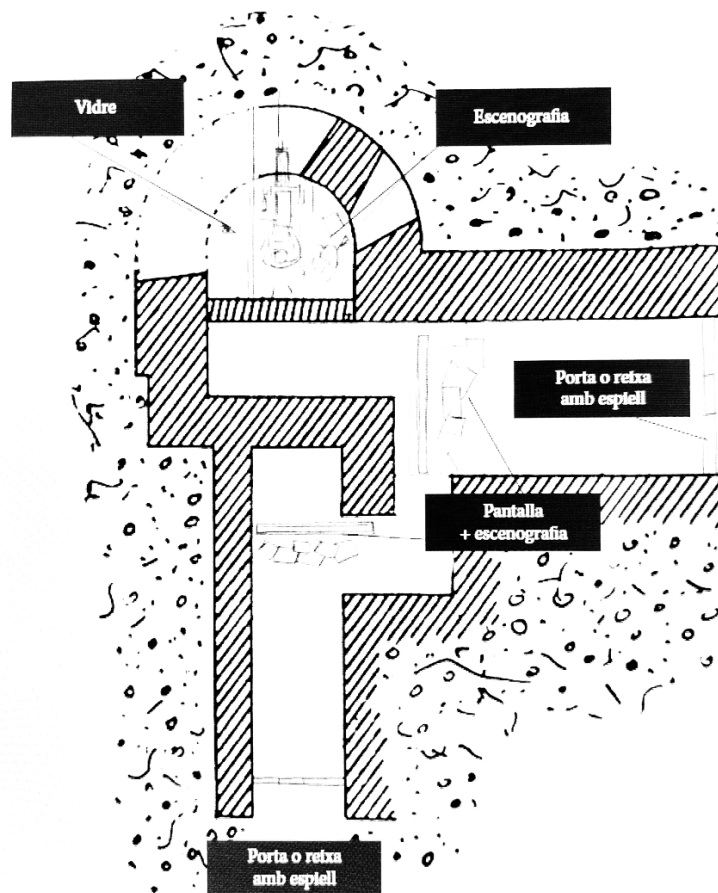 Vidre
Escenografia
Porta o reixa
amb espiell
Pantalla
+ escenografia
Porta o reixa
amb espiell